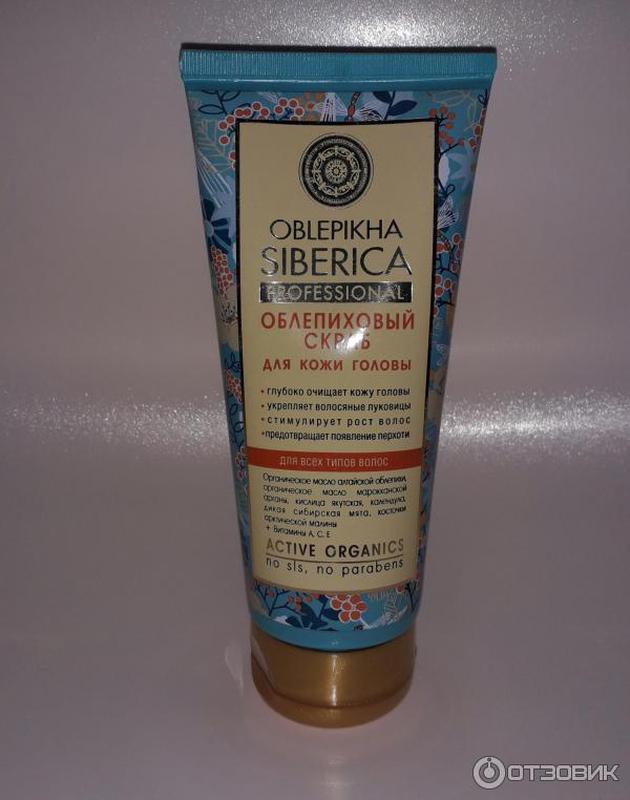 OBLEPIKHA
SIBERICA
PROFESSIONAL
ОБЛЕПИХОВЫЙ
СКРАБ
ДЛЯ КОЖИ ГОЛОВЫ
• глубоко очищает кожу головы
• укрепляет волосяные луковицы
• стимулирует рост волос
• предотвращает появление перхоти
ДЛЯ ВСЕХ ТИПОВ ВОЛОС
Органическое масло алтайской облепихи,
органическое масло марокканской
арганы, кислица якутская, календула,
дикая сибирская мята, косточки
арктической малины
+ Витамины А, С, Е
ACTIVE ORGANICS
no sls, no parabens
ОТЗОВИК